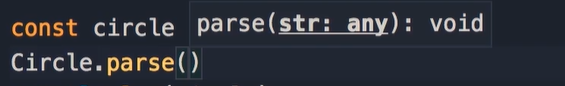 const circle parse(str: any): void
Circle.parse()